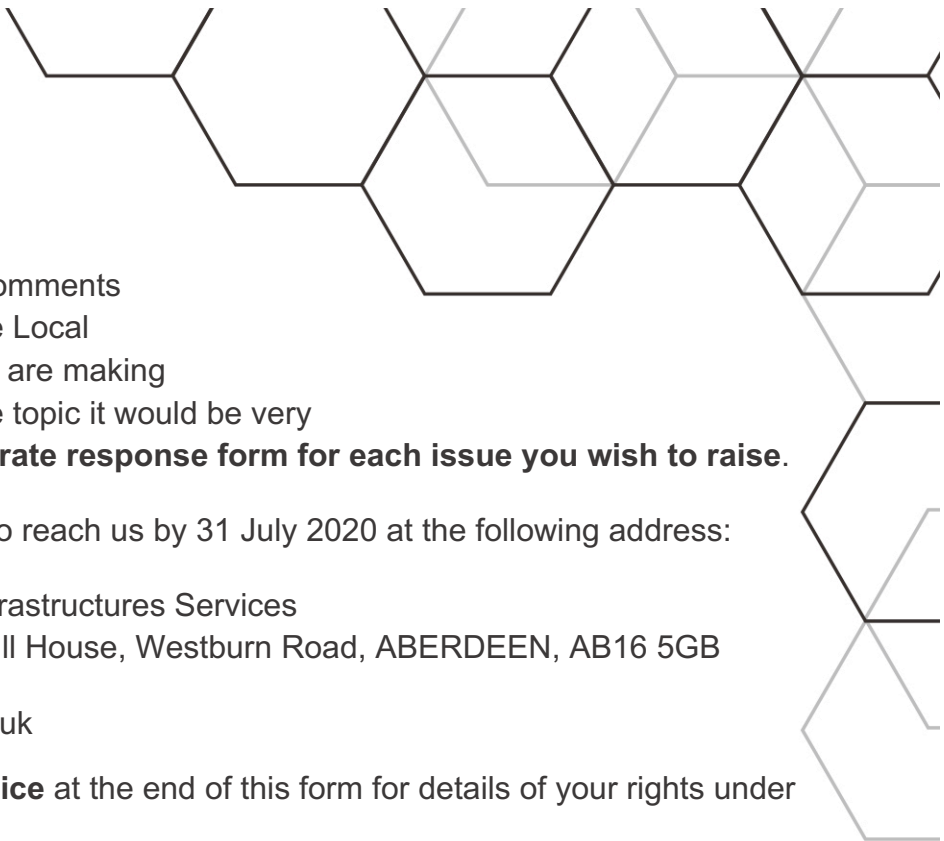 omments
e Local
are making
e topic it would be very
rate response form for each issue you wish to raise.
o reach us by 31 July 2020 at the following address:
rastructures Services
ll House, Westburn Road, ABERDEEN, AB16 5GB
uk
ice at the end of this form for details of your rights under